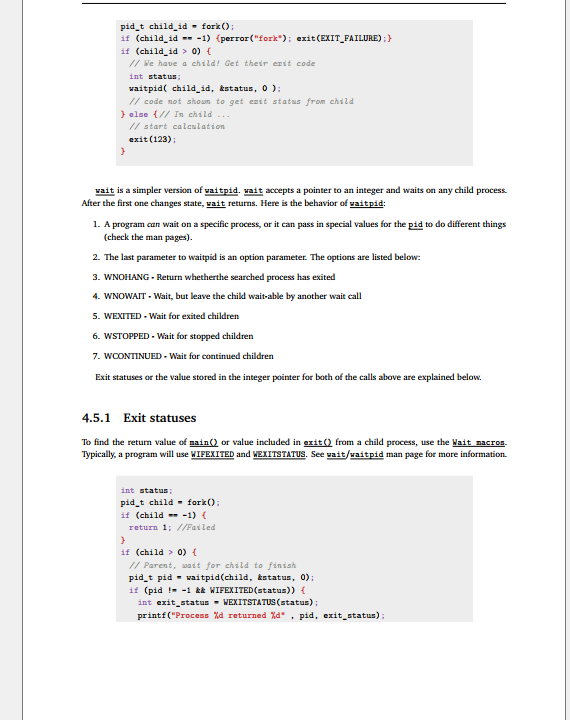 pid_t child_id = fork();
if (child_id == -1) {perror("fork"); exit(EXIT_FAILURE);}
if (child_id > 0) {
// We have a child! Get their exit code
int status;
waitpid( child_id, &status, 0 );
// code not shown to get exit status from child
} else {// In child ...
// start calculation
exit(123);
}
wait is a simpler version of waitpid. wait accepts a pointer to an integer and waits on any child process.
After the first one changes state, wait returns. Here is the behavior of waitpid:
1. A program can wait on a specific process, or it can pass in special values for the pid to do different things
(check the man pages).
2. The last parameter to waitpid is an option parameter. The options are listed below:
3. WNOHANG - Return whetherthe searched process has exited
4. WNOWAIT - Wait, but leave the child wait-able by another wait call
5. WEXITED - Wait for exited children
6. WSTOPPED - Wait for stopped children
7. WCONTINUED - Wait for continued children
Exit statuses or the value stored in the integer pointer for both of the calls above are explained below.
4.5.1 Exit statuses
To find the return value of main() or value included in exit() from a child process, use the Wait macros.
Typically, a program will use WIFEXITED and WEXITSTATUS. See wait/waitpid man page for more information.
int status;
pid_t child = fork();
if (child == -1) {
return 1; //Failed
}
if (child > 0) {
// Parent, wait for child to finish
pid_t pid = waitpid(child, &status, 0);
if (pid != -1 && WIFEXITED(status)) {
int exit_status = WEXITSTATUS(status);
printf("Process %d returned %d" , pid, exit_status);